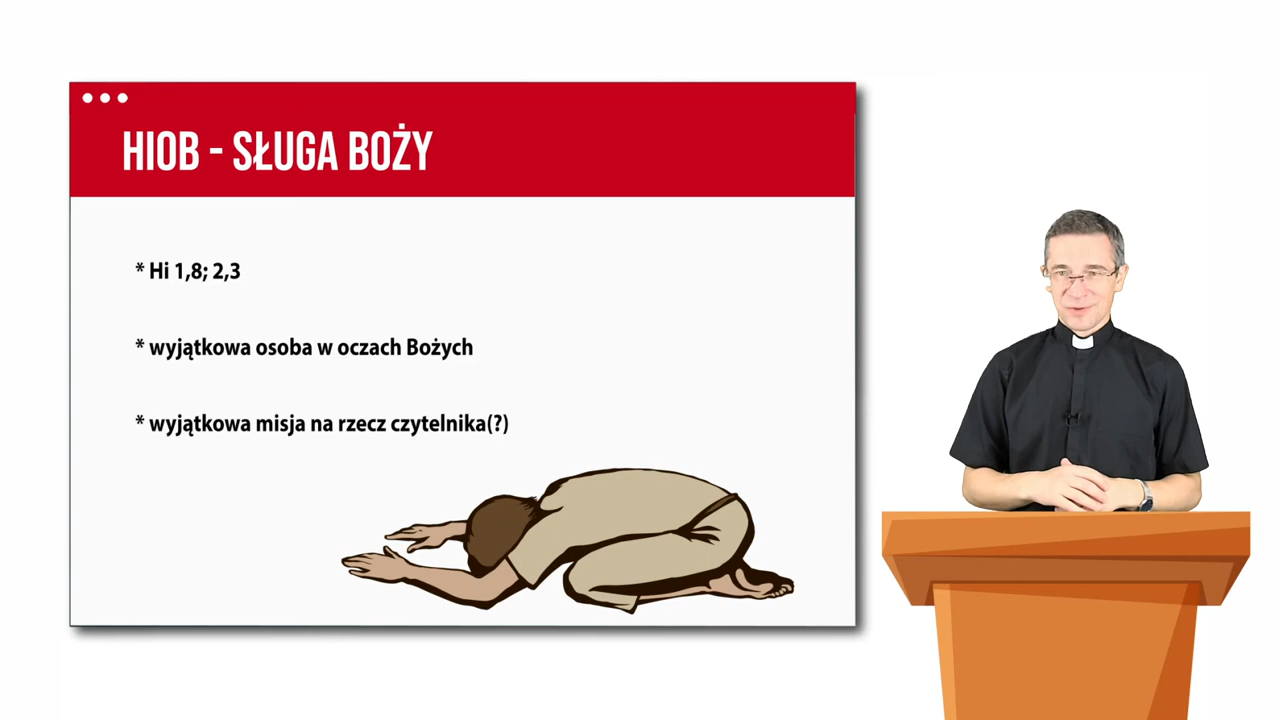 HIOB - SŁUGA BOŻY
* Hi 1,8; 2,3
* wyjątkowa osoba w oczach Bożych
* wyjątkowa misja na rzecz czytelnika(?)